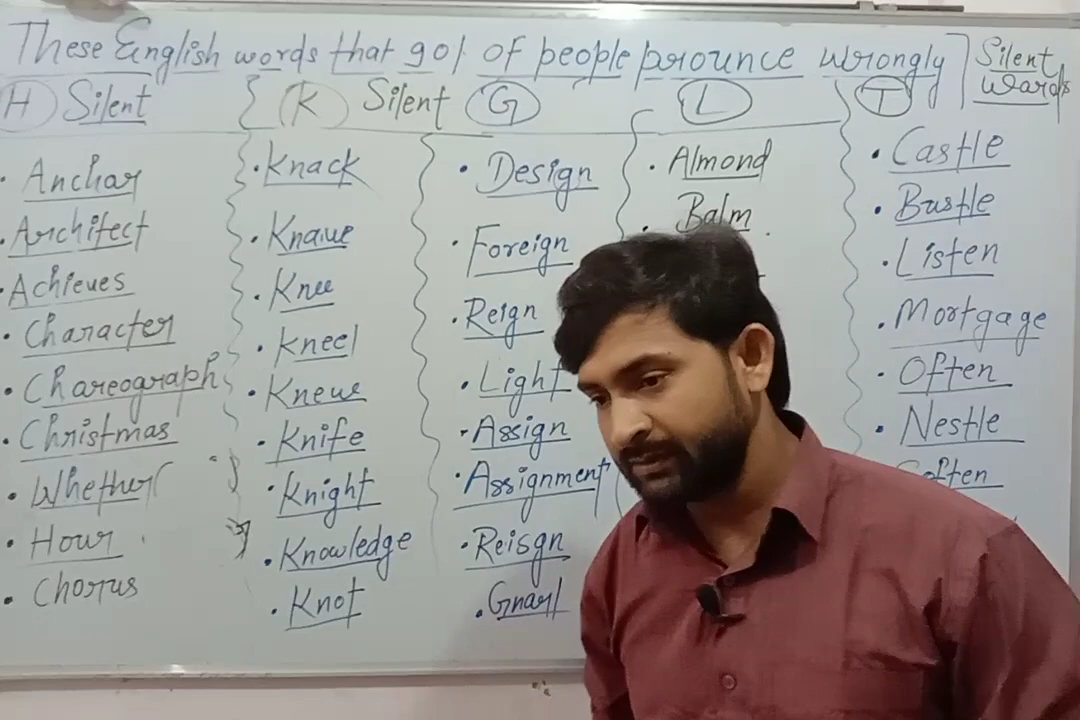 These English words that 90% of people prounce wrongly
Silent
Words
H Silent
K Silent
G
L
T
Anchar
Architect
Achieves
Character
Chareograph
Christmas
Whether
Hour
Chorus
Knack
Knave
Knee
Kneel
Knew
Knife
Knight
Knowledge
Knot
Design
Foreign
Reign
Light
Assign
Assignment
Reisgn
Gnarl
Almond
Balm
Castle
Bustle
Listen
Mortgage
Often
Nestle
Soften